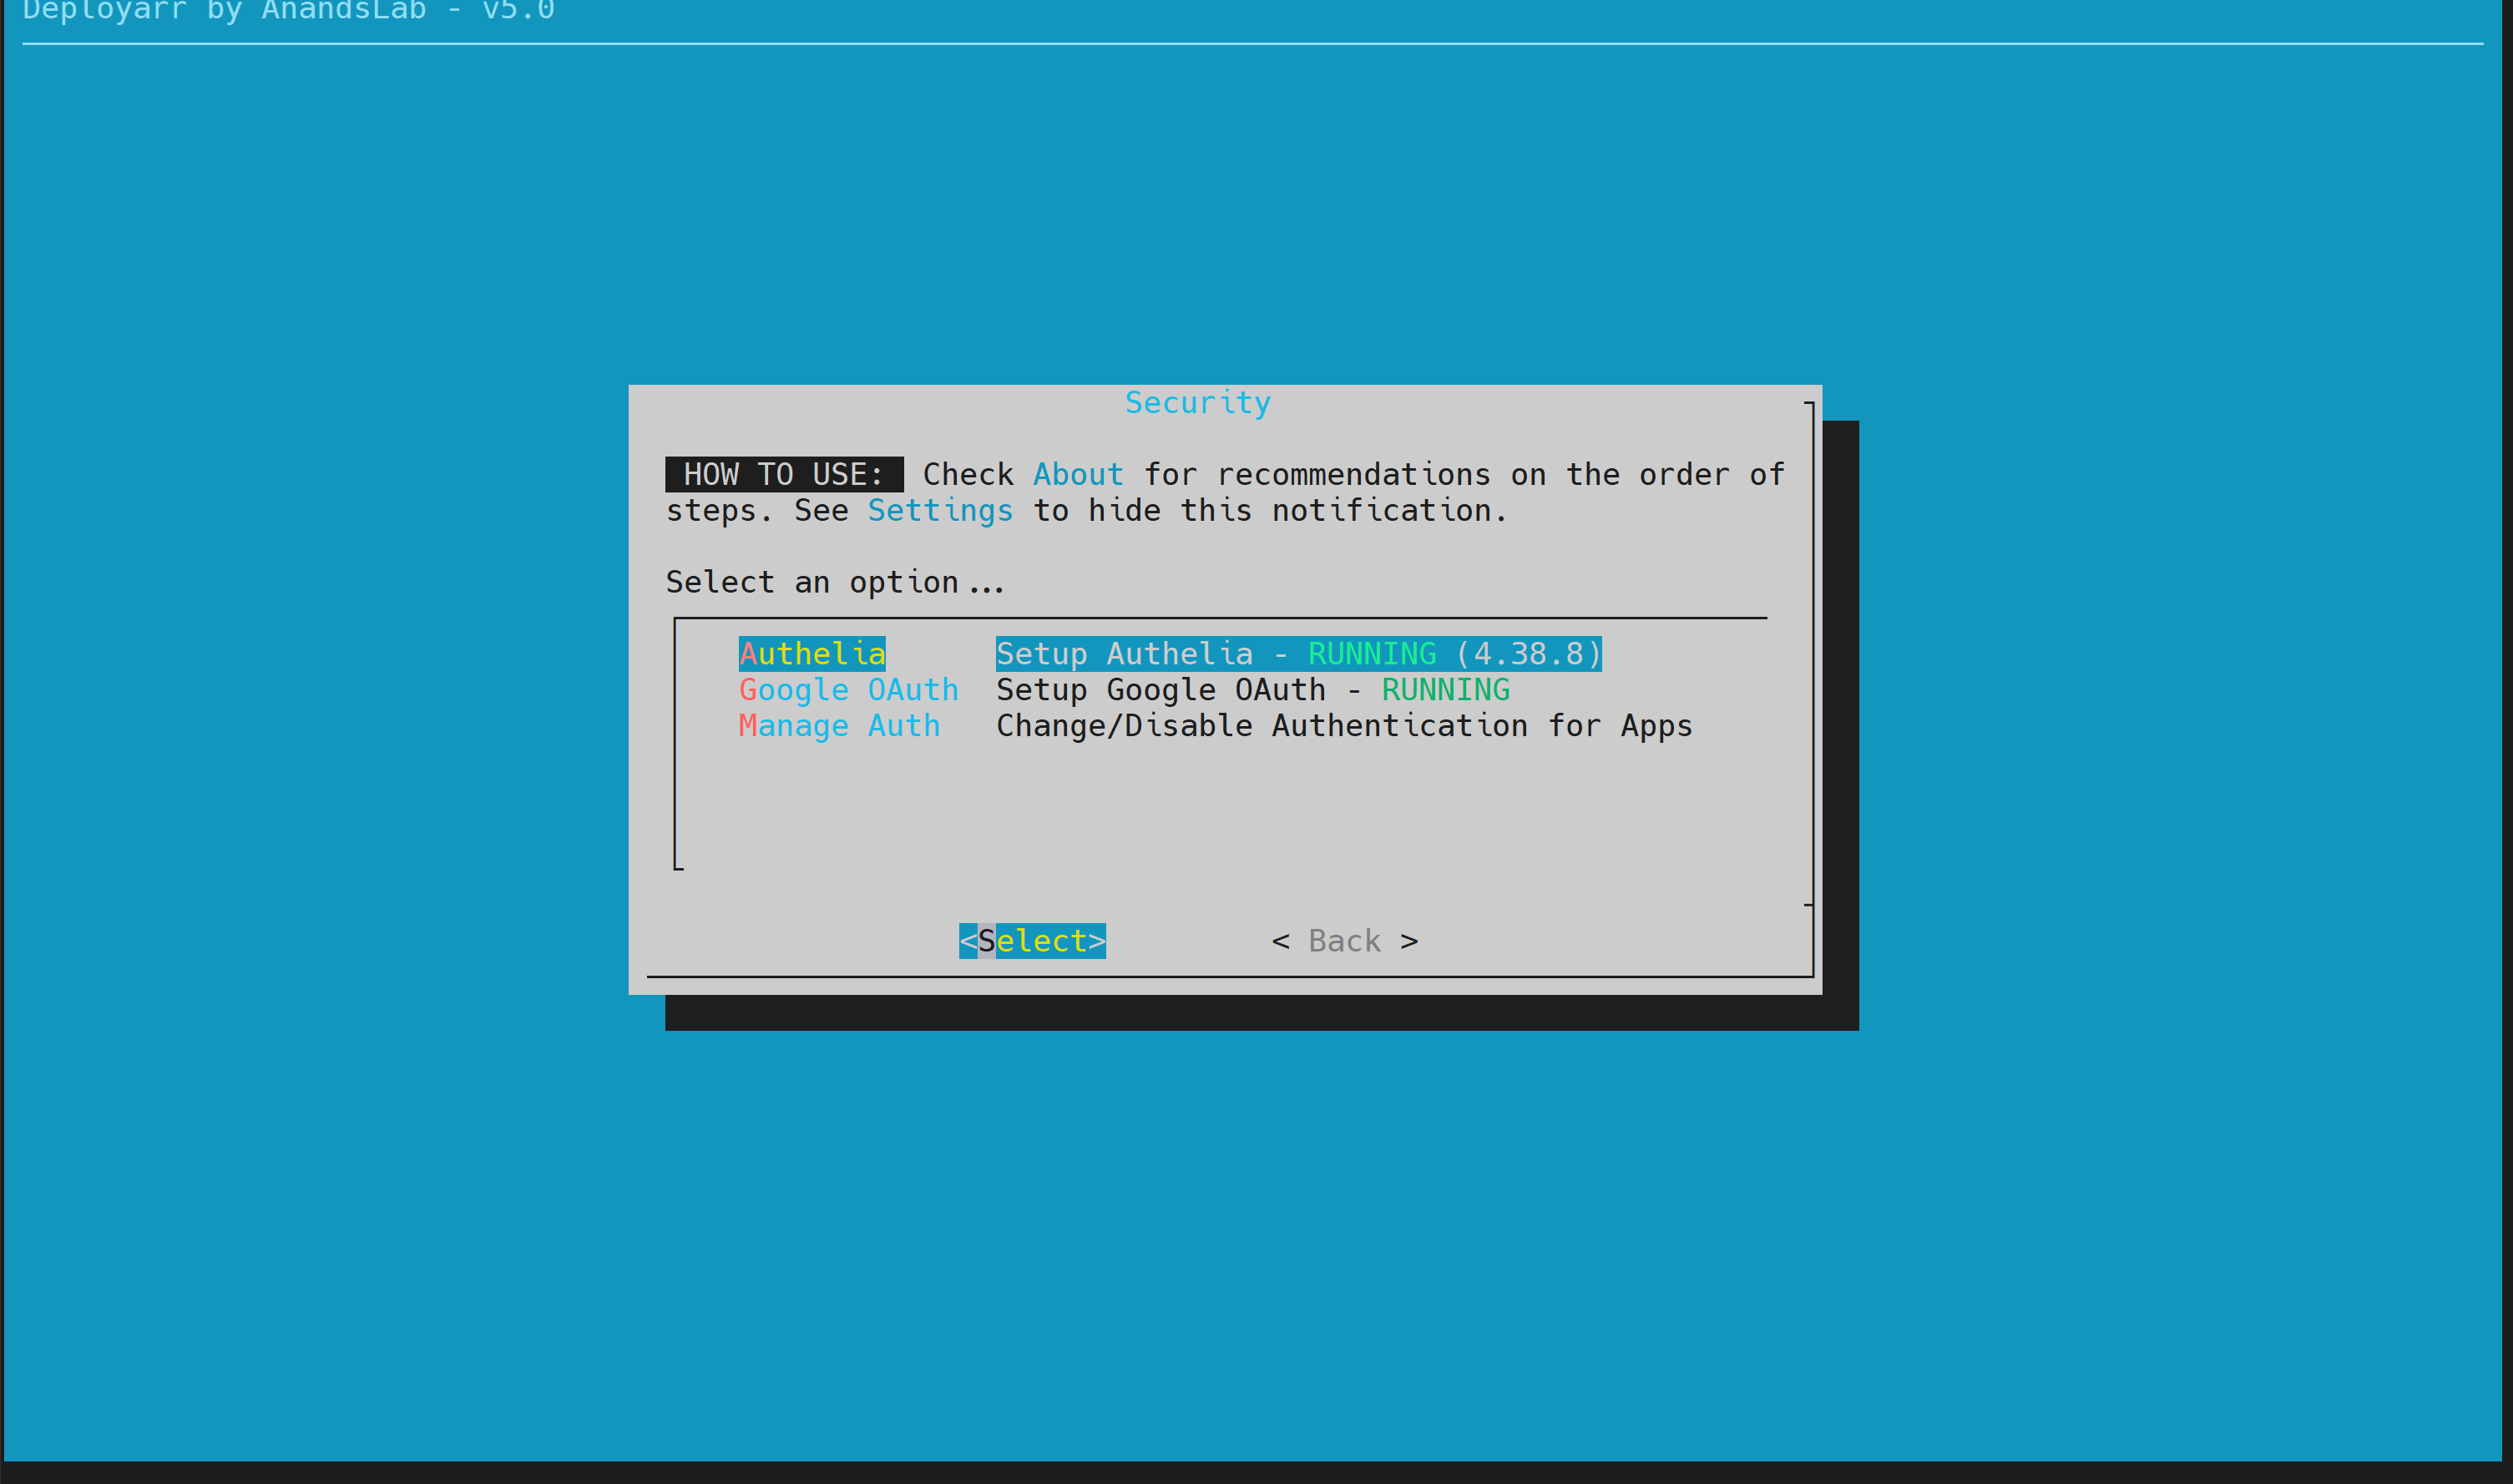 Deployarr by AnandsLab - v5.0
Security
HOW TO USE: Check About for recommendations on the order of
steps. See Settings to hide this notification.
Select an option...
Authelia Setup Authelia - RUNNING (4.38.8)
Google OAuth Setup Google OAuth - RUNNING
Manage Auth Change/Disable Authentication for Apps
<Select> < Back >